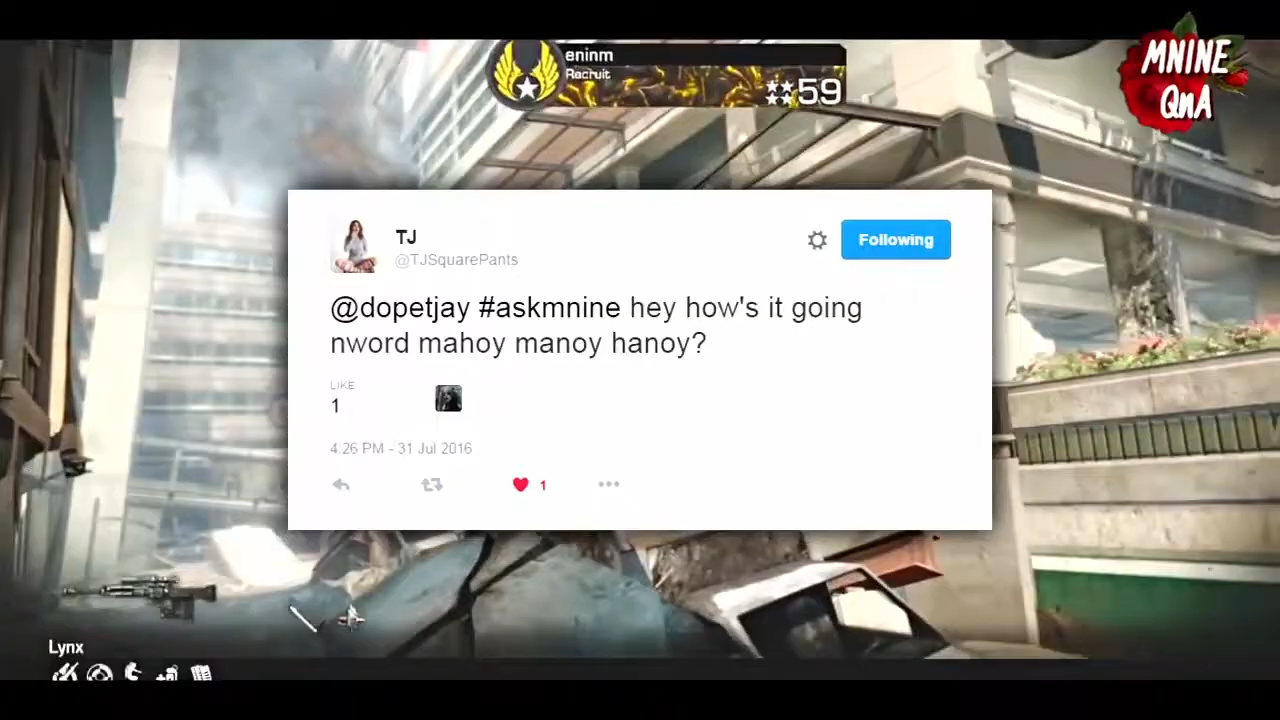 eninm
Recruit
59
MNINE
QnA
TJ
@TJSquarePants
Following
@dopetjay #askmnine hey how's it going
nword mahoy manoy hanoy?
LIKE
1
4:26 PM - 31 Jul 2016
1
Lynx